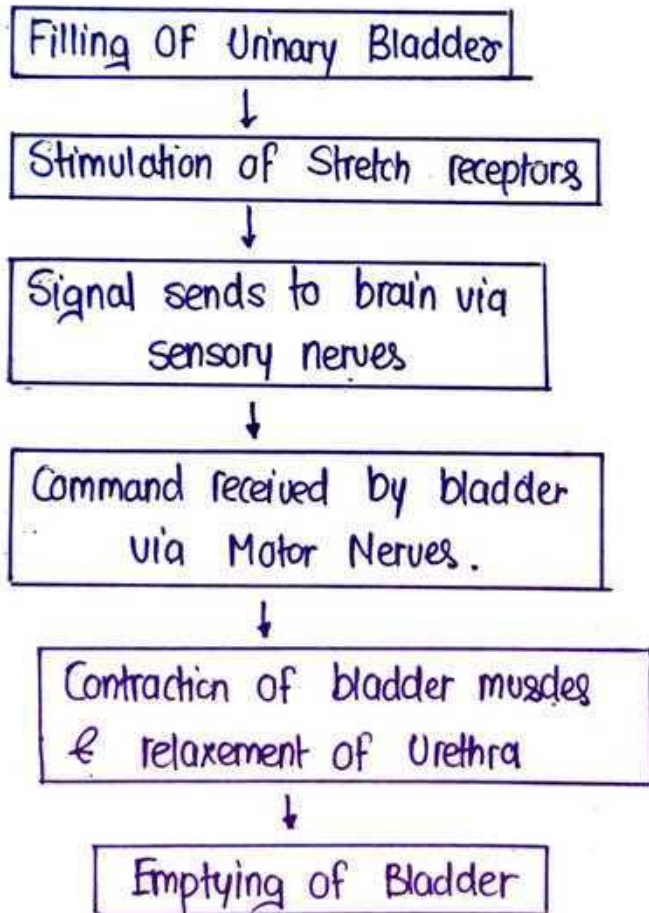 Filling Of Urinary Bladder
Stimulation of Stretch receptors
Signal sends to brain via
sensory nerves
Command received by bladder
via Motor Nerves.
Contraction of bladder muscles
& relaxement of Urethra
Emptying of Bladder